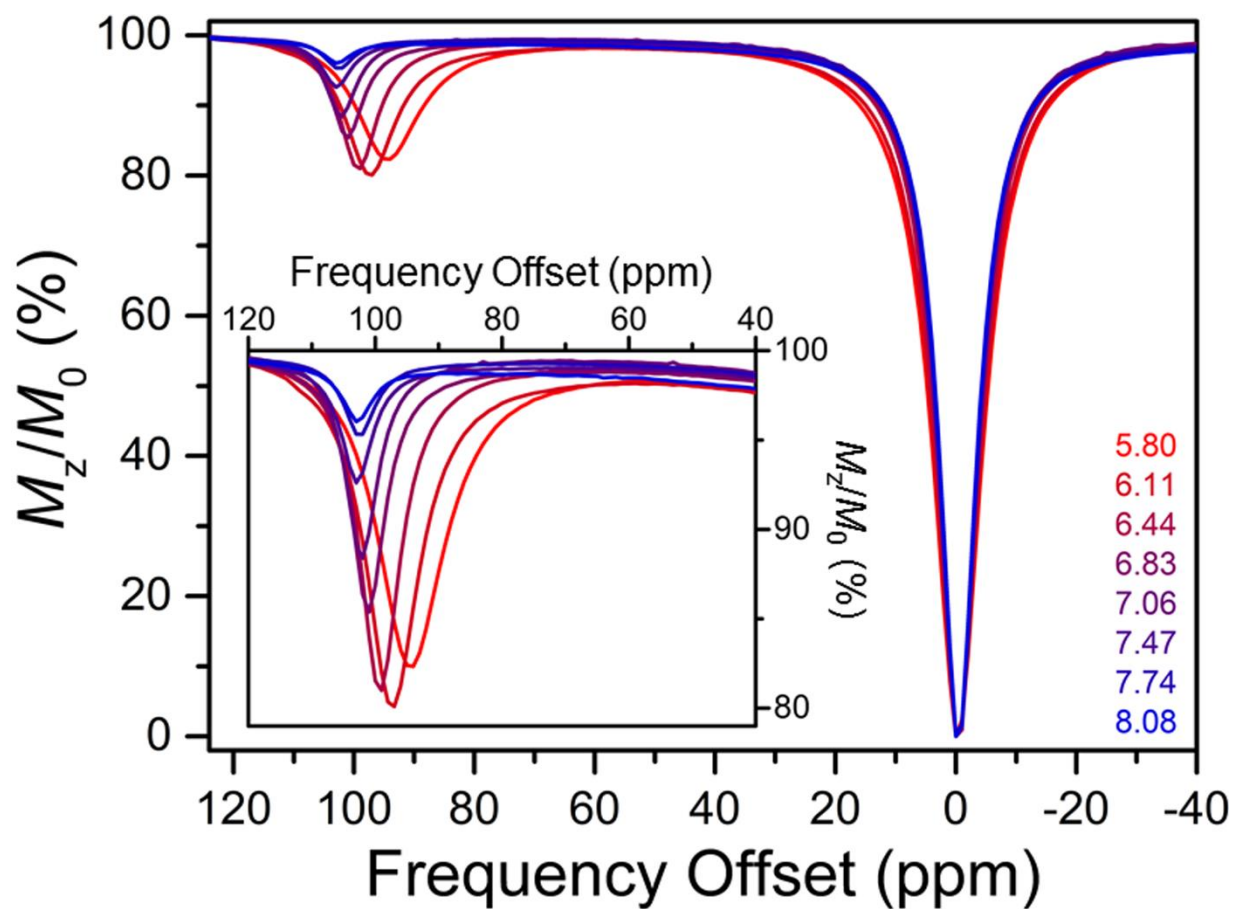 100
80
60
40
20
0
M_z/M_0 (%)
Frequency Offset (ppm)
120 100 80 60 40
100
90
80
M_z/M_0 (%)
5.80
6.11
6.44
6.83
7.06
7.47
7.74
8.08
120 100 80 60 40 20 0 -20 -40
Frequency Offset (ppm)